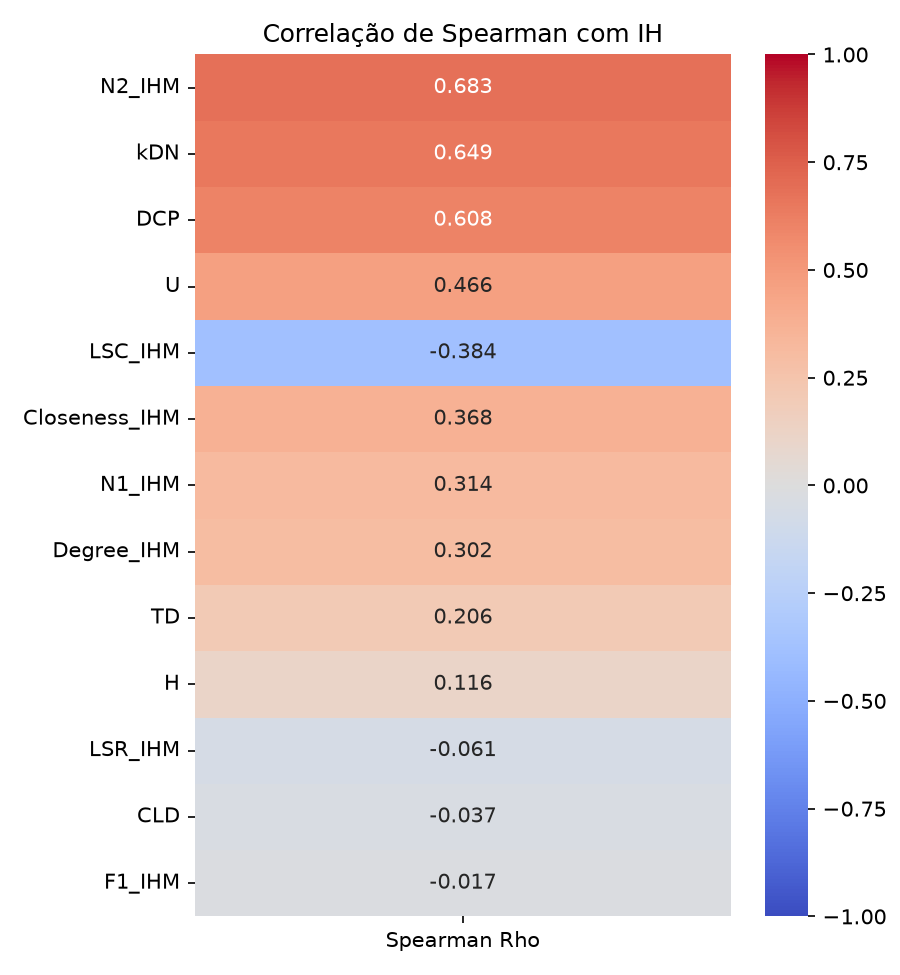 Correlação de Spearman com IH
N2_IHM 0.683
kDN 0.649
DCP 0.608
U 0.466
LSC_IHM -0.384
Closeness_IHM 0.368
N1_IHM 0.314
Degree_IHM 0.302
TD 0.206
H 0.116
LSR_IHM -0.061
CLD -0.037
F1_IHM -0.017
Spearman Rho
1.00
0.75
0.50
0.25
0.00
−0.25
−0.50
−0.75
−1.00